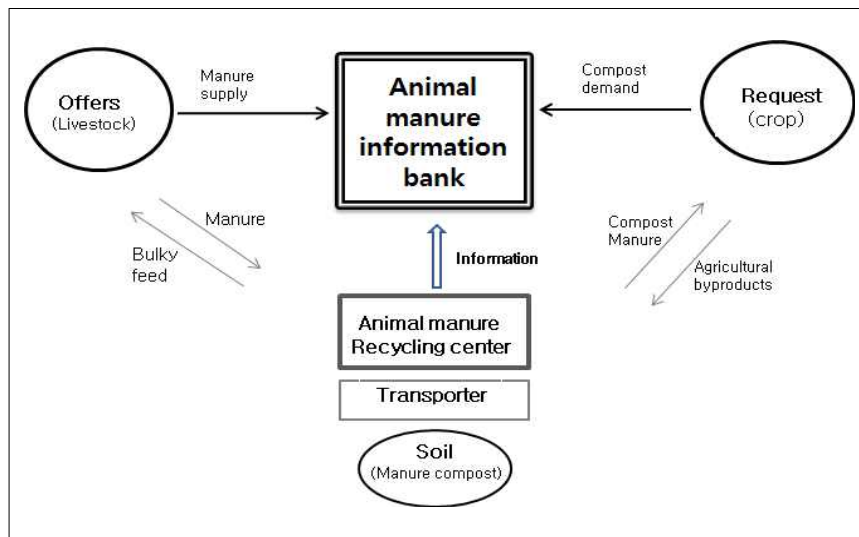 Offers
(Livestock)
Manure
supply
Animal
manure
information
bank
Compost
demand
Request
(crop)
Manure
Bulky
feed
Information
Compost
Manure
Agricultural
byproducts
Animal manure
Recycling center
Transporter
Soil
(Manure compost)